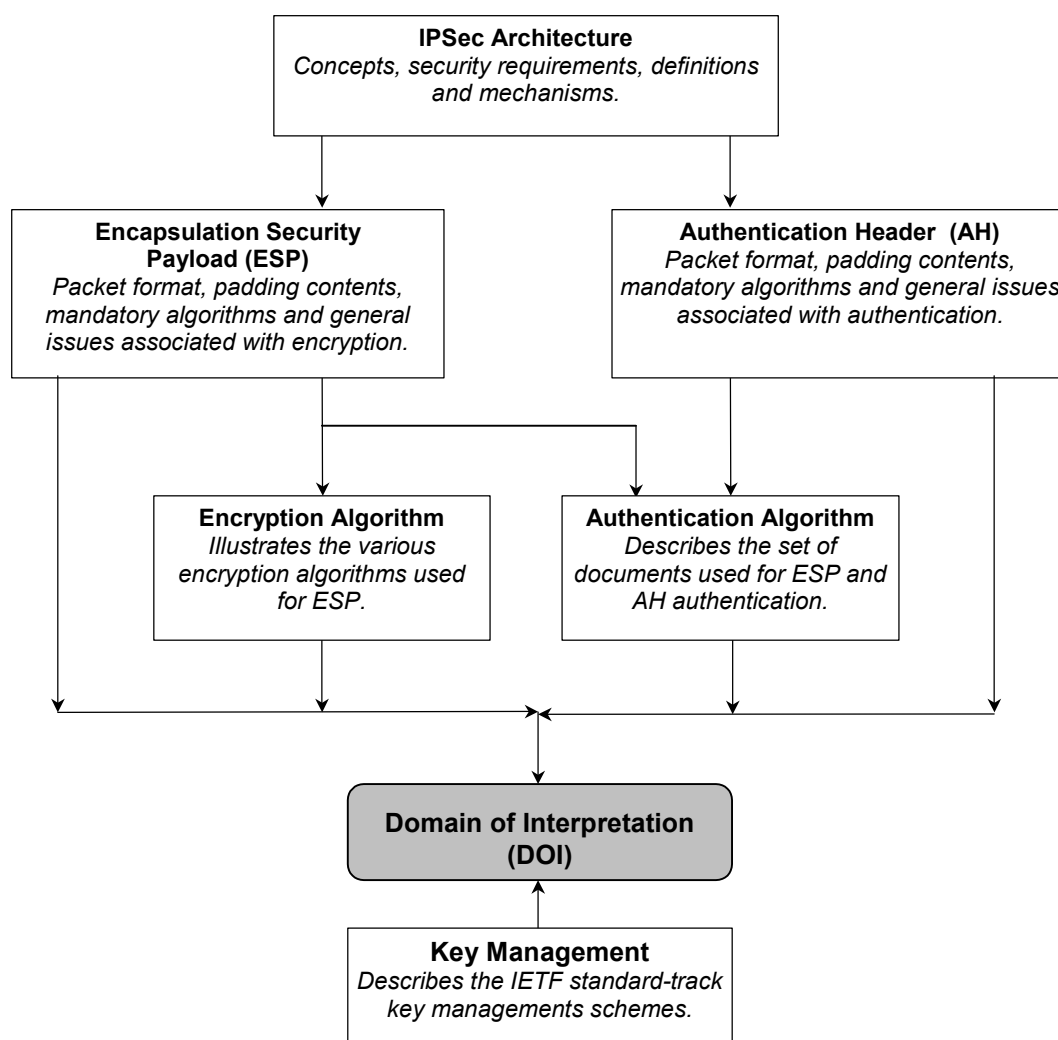 IPSec Architecture
Concepts, security requirements, definitions
and mechanisms.
Encapsulation Security
Payload (ESP)
Packet format, padding contents,
mandatory algorithms and general
issues associated with encryption.
Authentication Header (AH)
Packet format, padding contents,
mandatory algorithms and general issues
associated with authentication.
Encryption Algorithm
Illustrates the various
encryption algorithms used
for ESP.
Authentication Algorithm
Describes the set of
documents used for ESP and
AH authentication.
Domain of Interpretation
(DOI)
Key Management
Describes the IETF standard-track
key managements schemes.